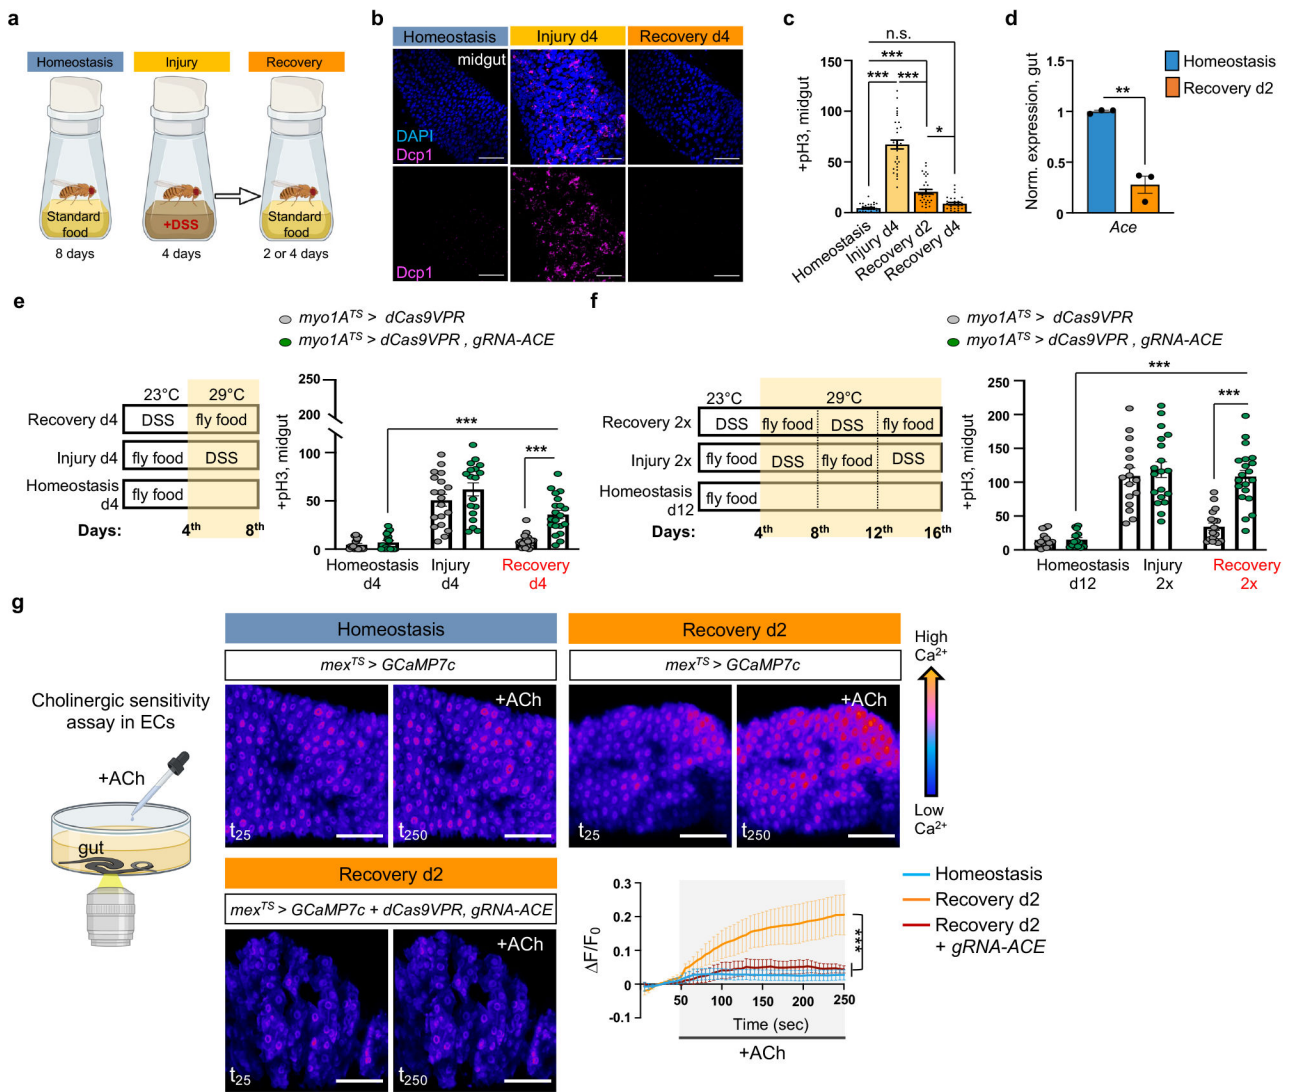 a
Homeostasis
Injury
Recovery
Standard
food
+DSS
Standard
food
8 days
4 days
2 or 4 days
b
Homeostasis
Injury d4
Recovery d4
midgut
DAPI
Dcp1
Dcp1
c
n.s.
***
*** ***
*
+pH3, midgut
150
100
50
0
Homeostasis
Injury d4
Recovery d2
Recovery d4
d
Norm. expression, gut
1.5
1
0.5
0
**
Ace
Homeostasis
Recovery d2
e
myo1A^TS > dCas9VPR
myo1A^TS > dCas9VPR , gRNA-ACE
23°C
29°C
Recovery d4
DSS
fly food
Injury d4
fly food
DSS
Homeostasis
d4
fly food
Days:
4th
8th
+pH3, midgut
250
200
100
50
0
***
***
Homeostasis
d4
Injury
d4
Recovery
d4
f
myo1A^TS > dCas9VPR
myo1A^TS > dCas9VPR , gRNA-ACE
23°C
29°C
Recovery 2x
DSS
fly food
DSS
fly food
Injury 2x
fly food
DSS
fly food
DSS
Homeostasis
d12
fly food
Days:
4th
8th
12th
16th
+pH3, midgut
250
200
150
100
50
0
***
***
Homeostasis
d12
Injury
2x
Recovery
2x
g
Cholinergic sensitivity
assay in ECs
+ACh
gut
Homeostasis
mex^TS > GCaMP7c
t25
+ACh
t250
Recovery d2
mex^TS > GCaMP7c
t25
+ACh
t250
High
Ca2+
Low
Ca2+
Recovery d2
mex^TS > GCaMP7c + dCas9VPR, gRNA-ACE
t25
+ACh
t250
ΔF/F0
0.3
0.2
0.1
0
-0.1
50
100
150
200
250
Time (sec)
+ACh
***
Homeostasis
Recovery d2
Recovery d2
+ gRNA-ACE